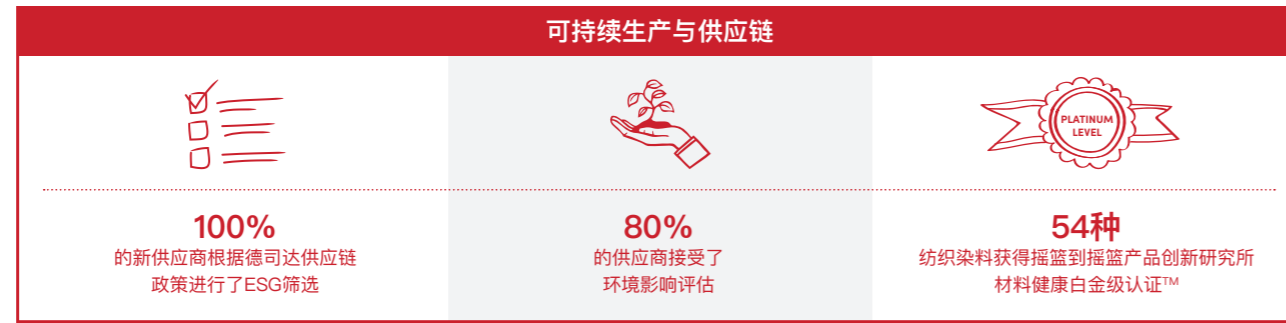 可持续生产与供应链
PLATINUM
LEVEL
100%
的新供应商根据德司达供应链
政策进行了ESG筛选
80%
的供应商接受了
环境影响评估
54种
纺织染料获得摇篮到摇篮产品创新研究所
材料健康白金级认证™